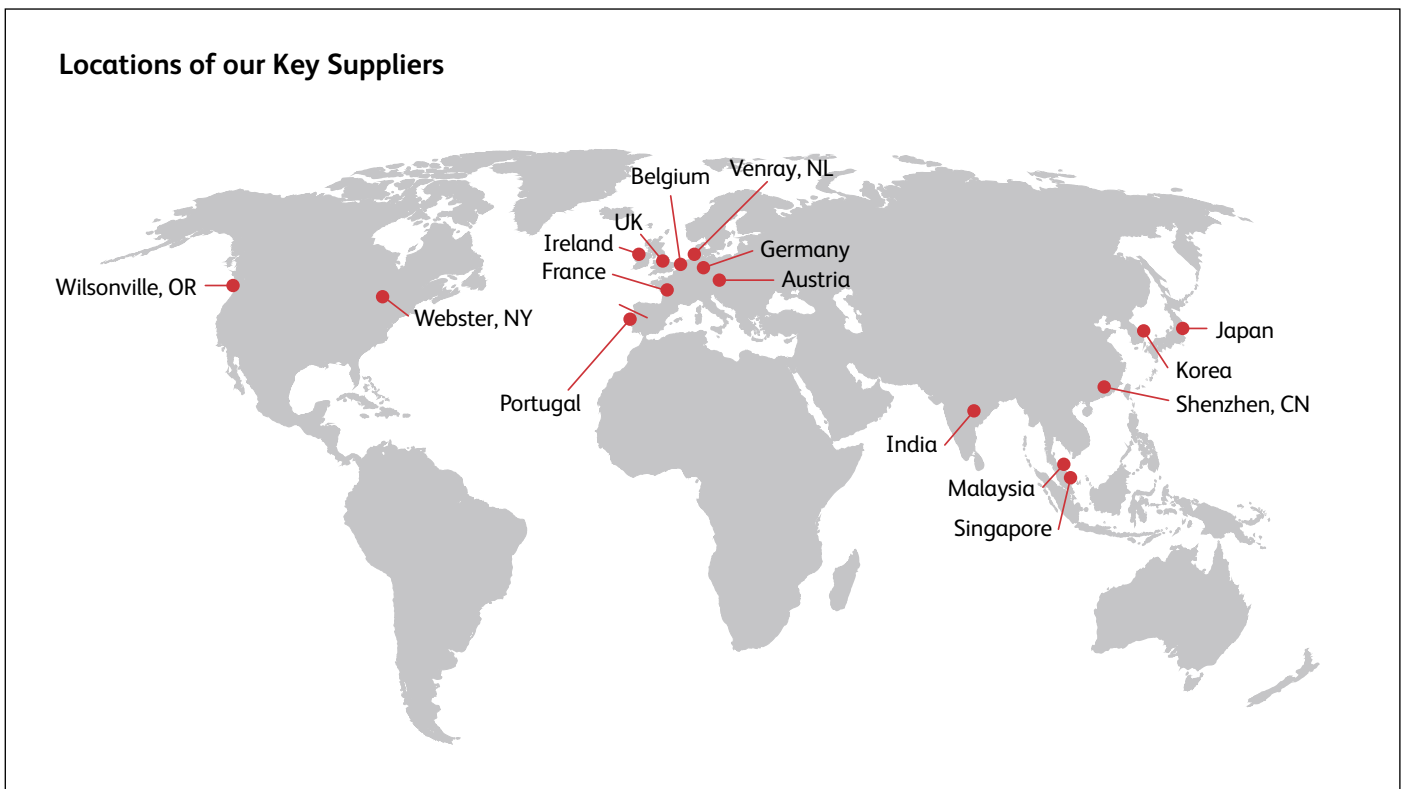 Locations of our Key Suppliers
Belgium
Venray, NL
UK
Ireland
Germany
France
Austria
Wilsonville, OR
Webster, NY
Japan
Korea
Portugal
Shenzhen, CN
India
Malaysia
Singapore